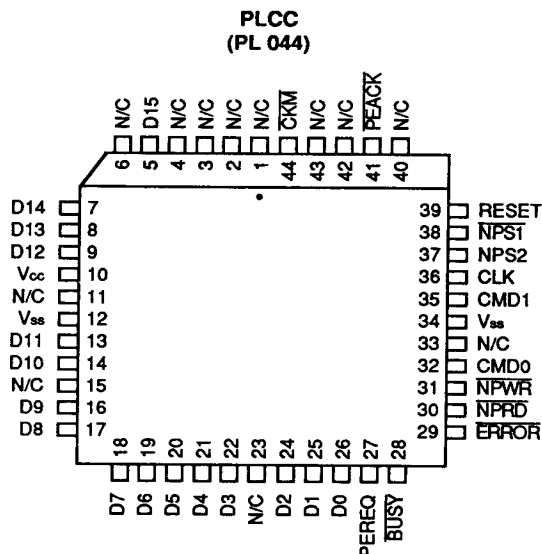 PLCC
(PL 044)
N/C D15 N/C N/C N/C N/C CKM N/C N/C PEACK N/C
6 5 4 3 2 1 44 43 42 41 40
D14 7
D13 8
D12 9
Vcc 10
N/C 11
Vss 12
D11 13
D10 14
N/C 15
D9 16
D8 17
39 RESET
38 NPS1
37 NPS2
36 CLK
35 CMD1
34 Vss
33 N/C
32 CMD0
31 NPWR
30 NPRD
29 ERROR
18 19 20 21 22 23 24 25 26 27 28
D7 D6 D5 D4 D3 N/C D2 D1 D0 PEREQ BUSY